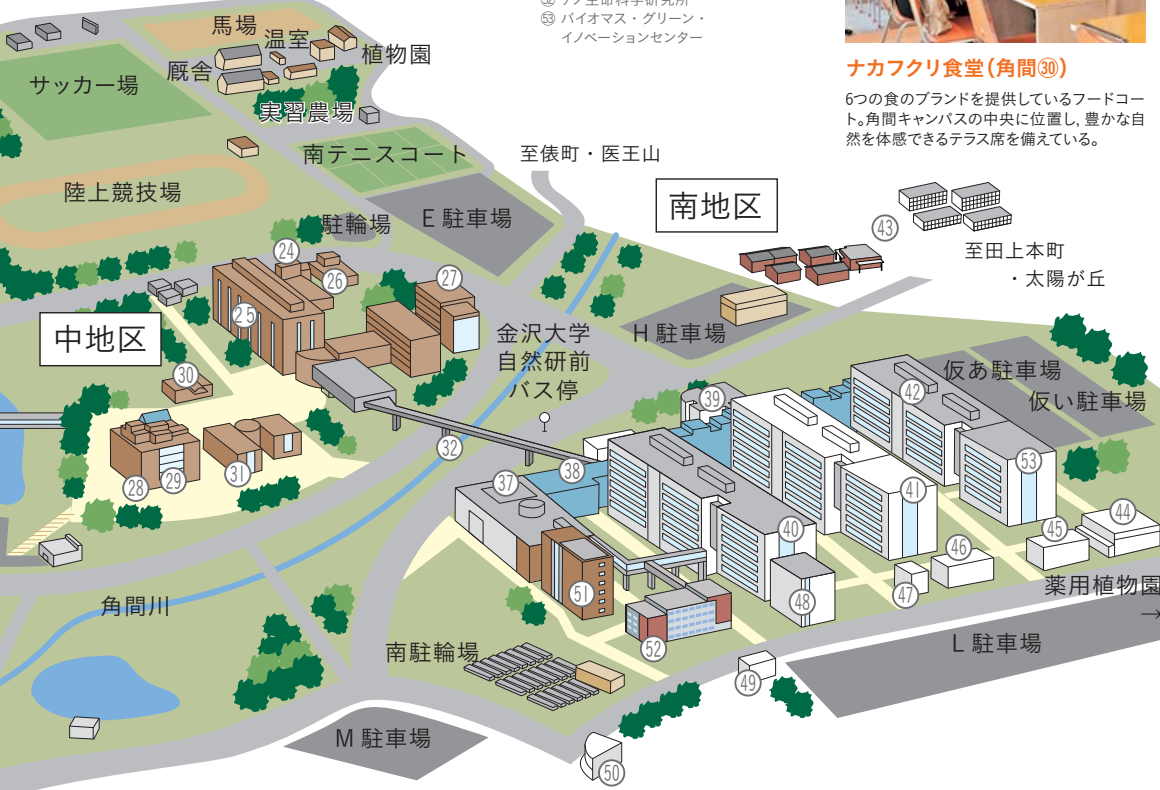 ㊾ バイオマス・グリーン・
イノベーションセンター
ナカフクリ食堂(角間㉚)
6つの食のブランドを提供しているフードコー
ト。角間キャンパスの中央に位置し、豊かな自
然を体感できるテラス席を備えている。
馬場
温室
植物園
厩舎
サッカー場
実習農場
南テニスコート
至俵町・医王山
陸上競技場
南地区
駐輪場
E 駐車場
㊸
至田上本町
・太陽が丘
㉔
㉖
㉗
㉕
中地区
金沢大学
自然研前
バス停
H 駐車場
仮あ駐車場
仮い駐車場
㉚
㊴
㊷
㉜
㉘
㉙
㉛
㊲
㊳
㊵
㊶
53
㊹
㊺
㊻
㊼
㊽
51
52
薬用植物園
→
角間川
南駐輪場
L 駐車場
㊾
M 駐車場
㊿